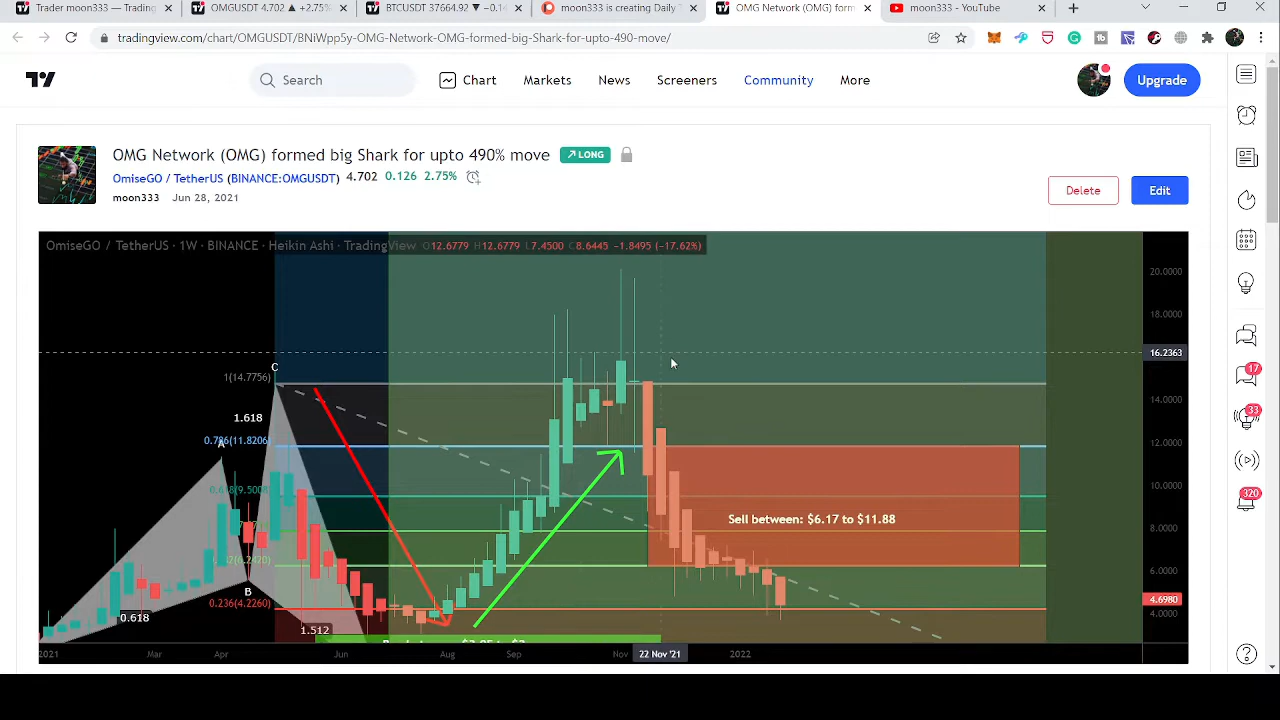 Trader moon333 — Trading
OMGUSDT 4.702 ▲ +2.75%
BTCUSDT 37664.33 ▼ −0.1
moon333 is creating Daily T
OMG Network (OMG) form
moon333 - YouTube
tradingview.com/chart/OMGUSDT/BNiWpp5y-OMG-Network-OMG-formed-big-Shark-for-upto-490-move/
Search
Chart
Markets
News
Screeners
Community
More
Upgrade
OMG Network (OMG) formed big Shark for upto 490% move
LONG
OmiseGO / TetherUS (BINANCE:OMGUSDT) 4.702 0.126 2.75%
moon333 Jun 28, 2021
Delete
Edit
OmiseGO / TetherUS · 1W · BINANCE · Heikin Ashi · TradingView O12.6779 H12.6779 L7.4500 C8.6445 −1.8495 (−17.62%)
20.0000
18.0000
16.2363
C
1(14.7756)
14.0000
1.618
0.786(11.8206)
A
12.0000
10.0000
Sell between: $6.17 to $11.88
8.0000
6.0000
B
0.236(4.2260)
4.6980
4.0000
0.618
1.512
2021
Mar
Apr
Jun
Aug
Sep
Nov
22 Nov '21
2022
17
33
320